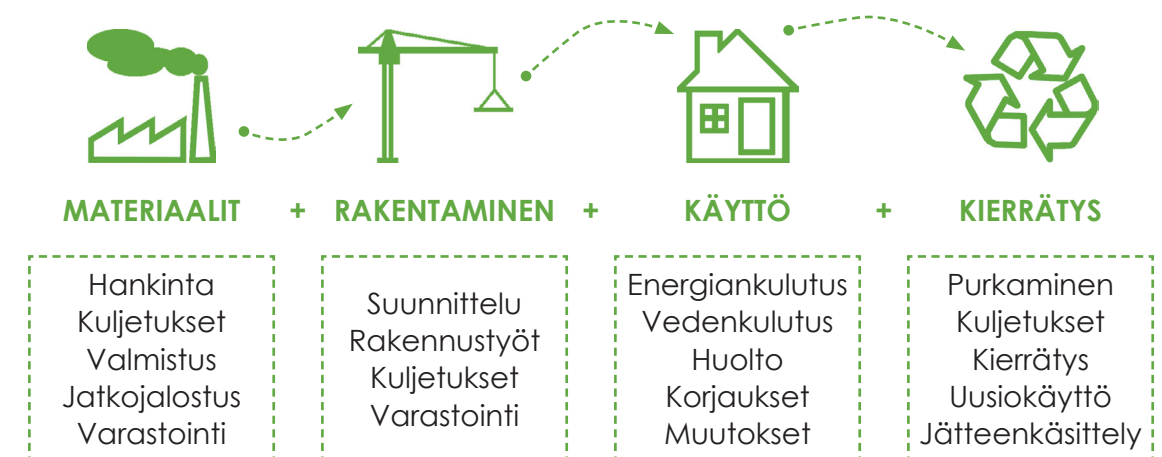 MATERIAALIT + RAKENTAMINEN + KÄYTTÖ + KIERRÄTYS
Hankinta
Kuljetukset
Valmistus
Jatkojalostus
Varastointi
Suunnittelu
Rakennustyöt
Kuljetukset
Varastointi
Energiankulutus
Vedenkulutus
Huolto
Korjaukset
Muutokset
Purkaminen
Kuljetukset
Kierrätys
Uusiokäyttö
Jätteenkäsittely